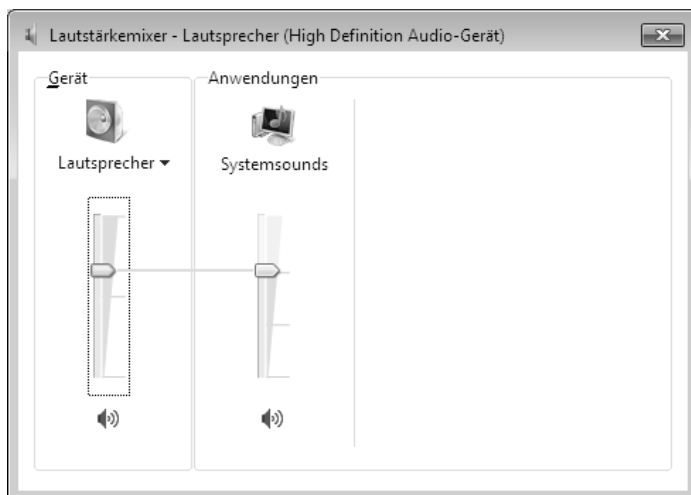 Lautstärkemixer - Lautsprecher (High Definition Audio-Gerät)
Gerät
Anwendungen
Lautsprecher
Systemsounds